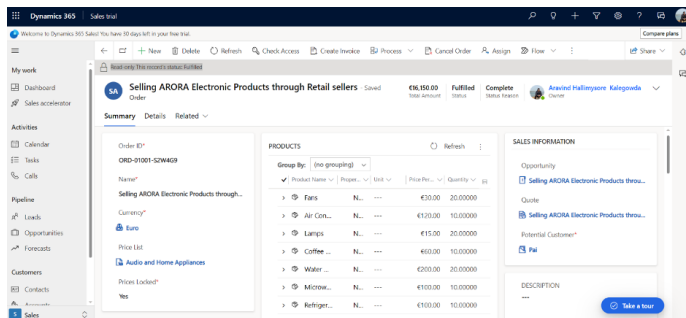 Dynamics 365 Sales trial
Welcome to Dynamics 365 Sales! You have 30 days left in your free trial. Compare plans
New Delete Refresh Check Access Create Invoice Process Cancel Order Assign Flow Share
Read-only This record's status: Fulfilled
My work
Dashboard
Sales accelerator
Activities
Calendar
Tasks
Calls
Pipeline
Leads
Opportunities
Forecasts
Customers
Contacts
Accounts
Sales
SA
Selling ARORA Electronic Products through Retail sellers - Saved
Order
€16,150.00
Total Amount
Fulfilled
Status
Complete
Status Reason
Aravind Hallimysore Kalegowda
Owner
Summary Details Related
Order ID*
ORD-01001-S2W4G9
Name*
Selling ARORA Electronic Products through...
Currency*
Euro
Price List
Audio and Home Appliances
Prices Locked*
Yes
PRODUCTS Refresh
Group By: (no grouping)
Product Name Proper... Unit Price Per... Quantity
Fans N... --- €30.00 20.00000
Air Con... N... --- €120.00 10.00000
Lamps N... --- €15.00 20.00000
Coffee ... N... --- €60.00 10.00000
Water ... N... --- €200.00 20.00000
Microw... N... --- €100.00 10.00000
Refriger... N... --- €100.00 10.00000
SALES INFORMATION
Opportunity
Selling ARORA Electronic Products throu...
Quote
Selling ARORA Electronic Products throu...
Potential Customer*
Pai
DESCRIPTION
---
Take a tour